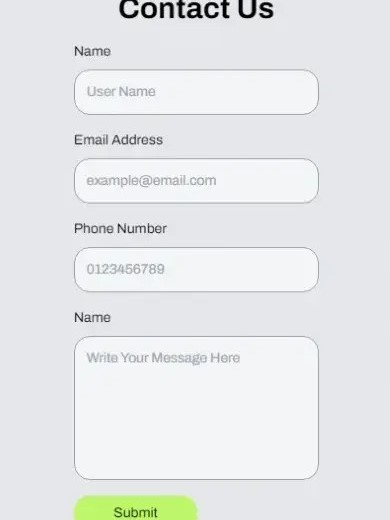 Contact Us
Name
User Name
Email Address
example@email.com
Phone Number
0123456789
Name
Write Your Message Here
Submit